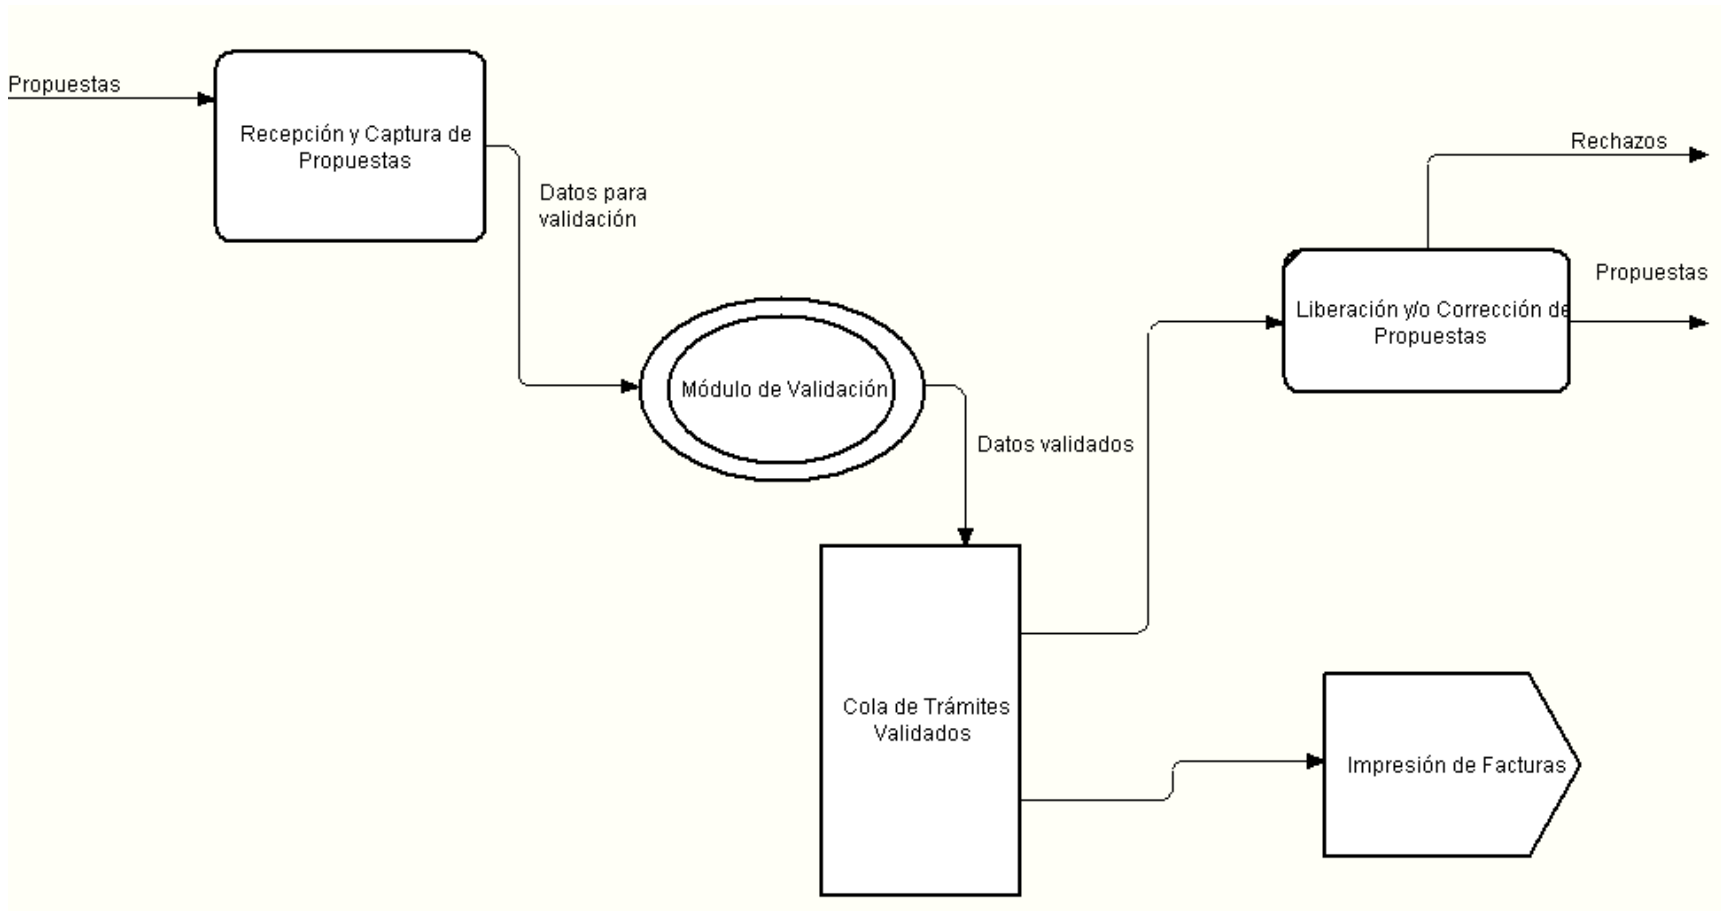 Propuestas
Recepción y Captura de
Propuestas
Datos para
validación
Rechazos
Propuestas
Liberación y/o Corrección de
Propuestas
Módulo de Validación
Datos validados
Cola de Trámites
Validados
Impresión de Facturas